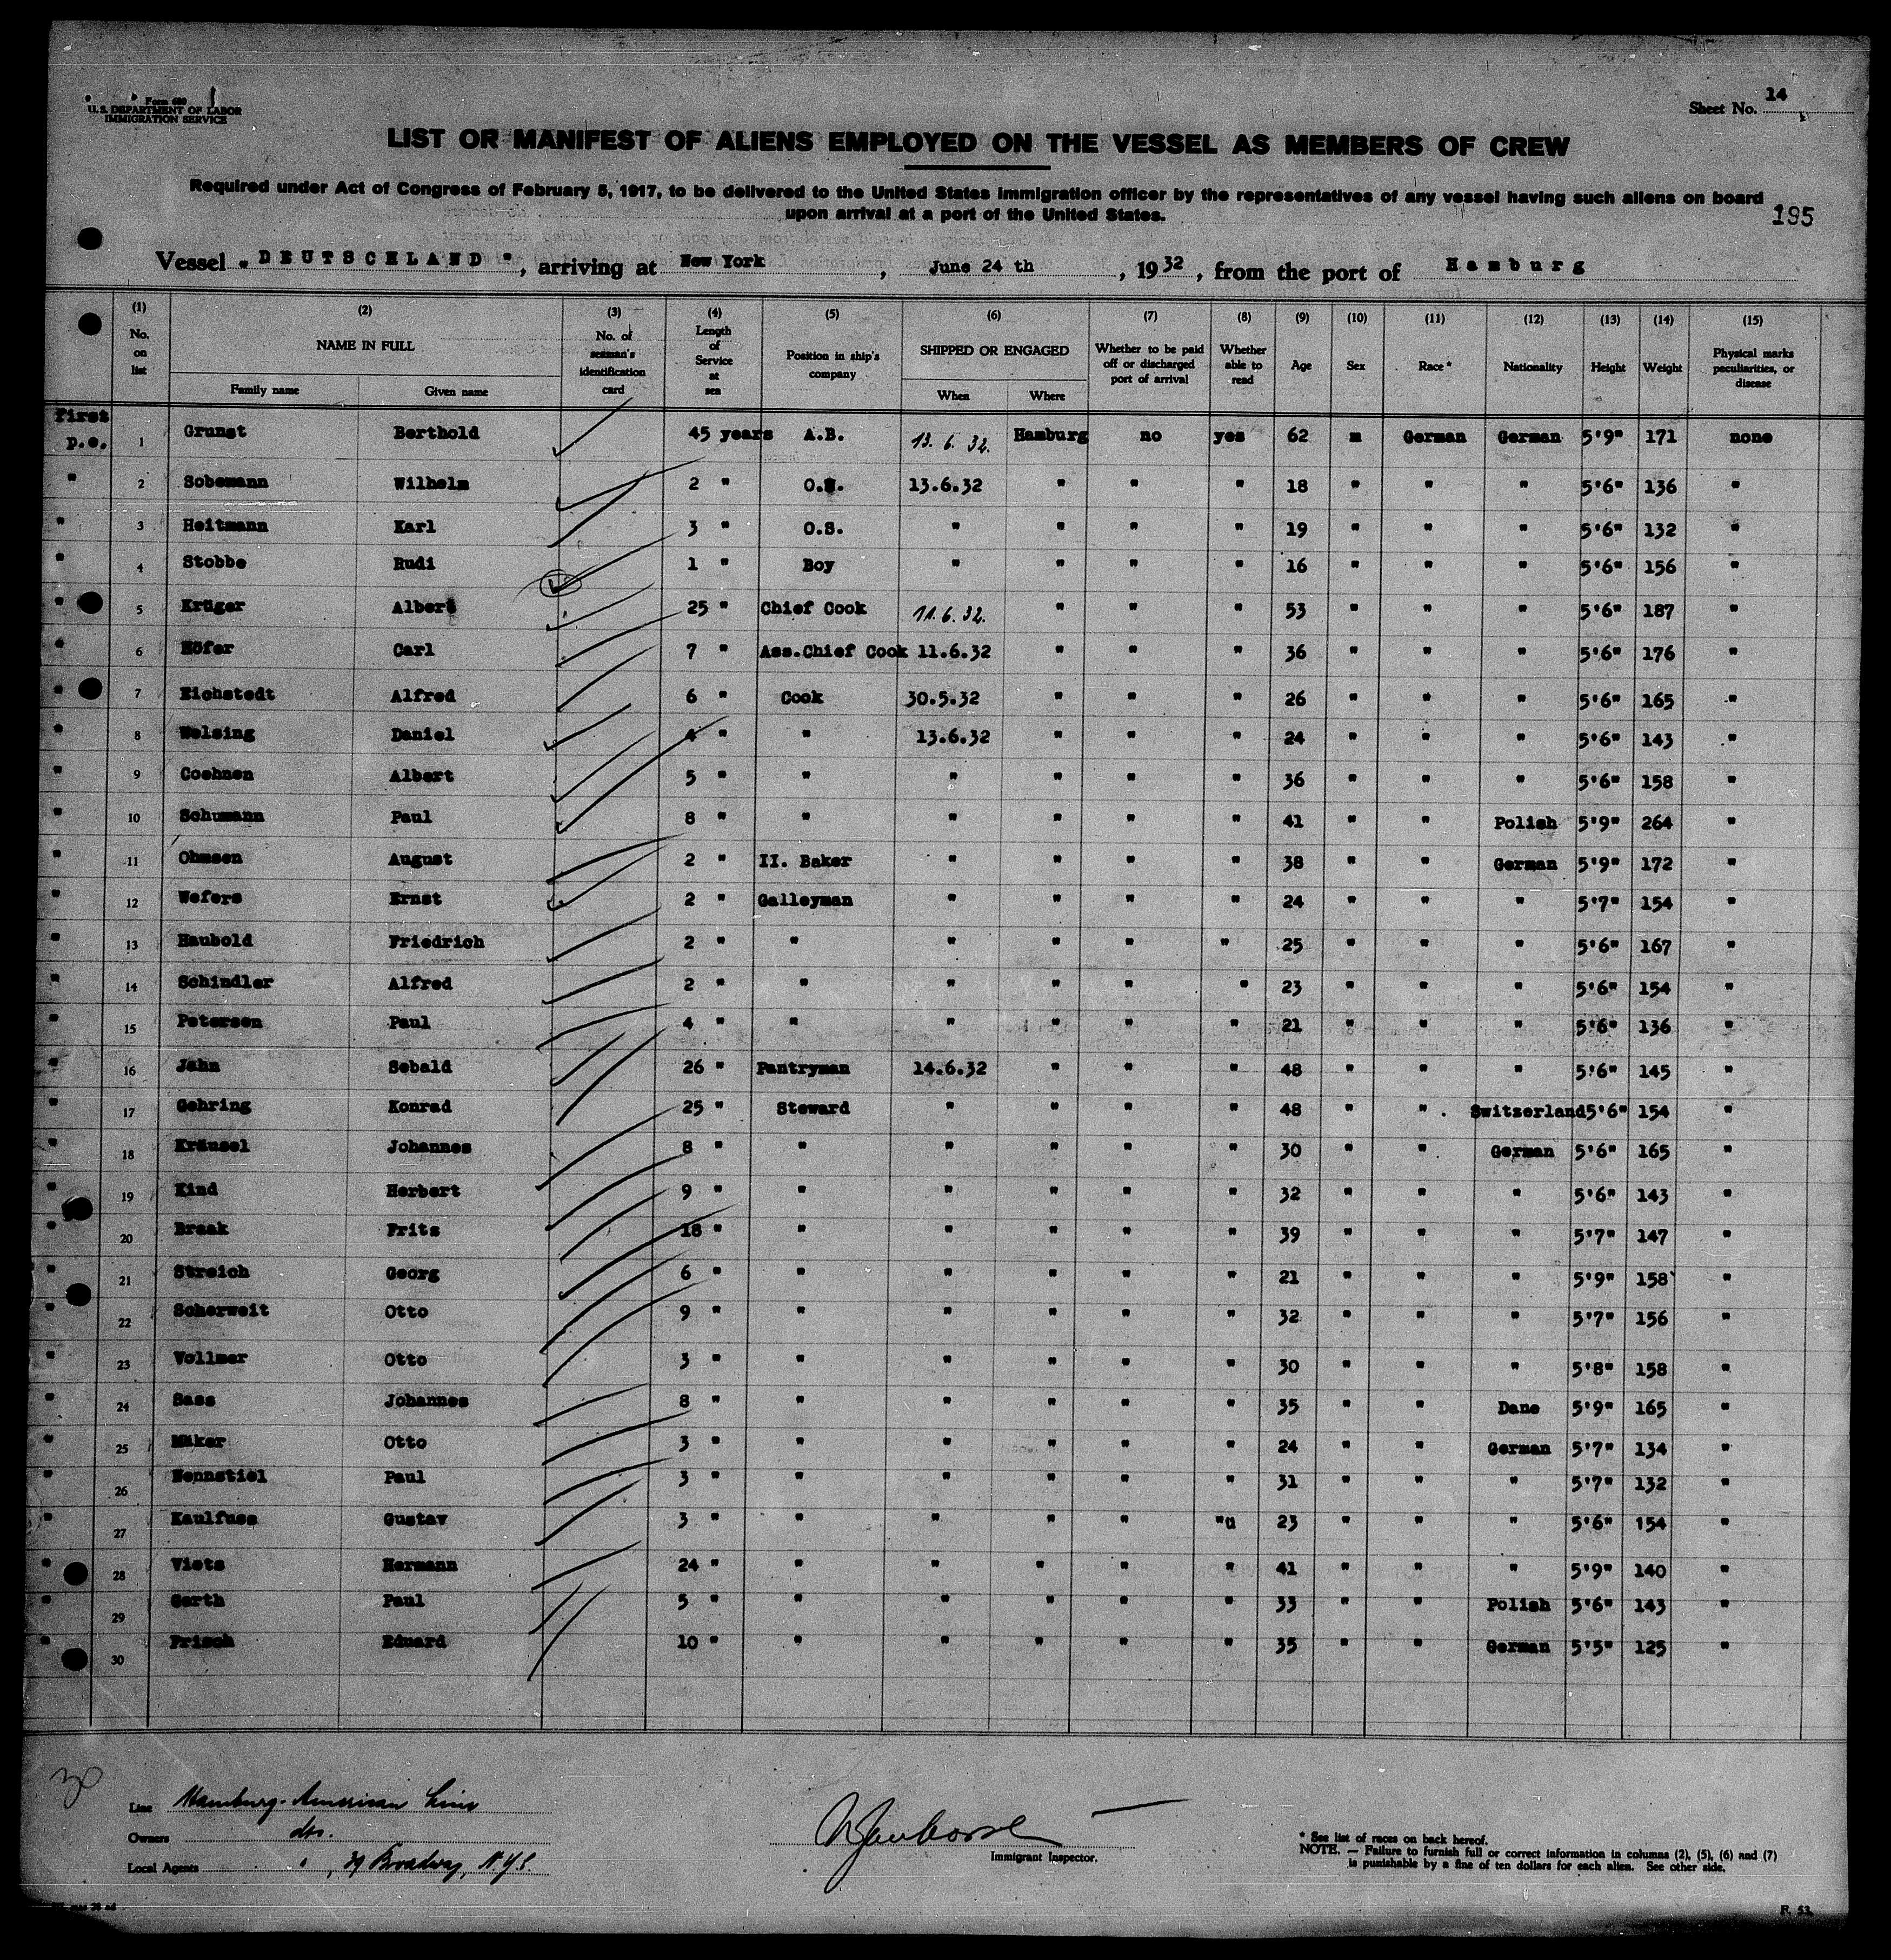 Form 680
U. S. DEPARTMENT OF LABOR
IMMIGRATION SERVICE
Sheet No. 14
LIST OR MANIFEST OF ALIENS EMPLOYED ON THE VESSEL AS MEMBERS OF CREW
Required under Act of Congress of February 5, 1917, to be delivered to the United States immigration officer by the representatives of any vessel having such aliens on board
upon arrival at a port of the United States.
195
Vessel "DEUTSCHLAND", arriving at New York, June 24 th, 1932, from the port of Hamburg
(1) (2) (3) (4) (5) (6) (7) (8) (9) (10) (11) (12) (13) (14) (15)
No. on list NAME IN FULL Family name Given name No. of seaman's identification card Length of Service at sea Position in ship's company SHIPPED OR ENGAGED When Where Whether to be paid off or discharged port of arrival Whether able to read Age Sex Race * Nationality Height Weight Physical marks peculiarities, or disease
first
p.e. 1 Grunst Berthold 45 years A.B. 13.6.32. Hamburg no yes 62 m German German 5'9" 171 none
" 2 Sobemann Wilhelm 2 " O.S. 13.6.32 " " " 18 " " " 5'6" 136 "
" 3 Heitmann Karl 3 " O.S. " " " " 19 " " " 5'6" 132 "
" 4 Stobbe Rudi 1 " Boy " " " " 16 " " " 5'6" 156 "
" 5 Krüger Albert 25 " Chief Cook 11.6.32. " " " 53 " " " 5'6" 187 "
" 6 Höfer Carl 7 " Ass.Chief Cook 11.6.32 " " " 36 " " " 5'6" 176 "
" 7 Eichstedt Alfred 6 " Cook 30.5.32 " " " 26 " " " 5'6" 165 "
" 8 Welsing Daniel 4 " " 13.6.32 " " " 24 " " " 5'6" 143 "
" 9 Coehnen Albert 5 " " " " " " 36 " " " 5'6" 158 "
" 10 Schumann Paul 8 " " " " " " 41 " " Polish 5'9" 264 "
" 11 Ohmsen August 2 " II. Baker " " " " 38 " " German 5'9" 172 "
" 12 Wefers Ernst 2 " Galleyman " " " " 24 " " " 5'7" 154 "
" 13 Haubold Friedrich 2 " " " " " " 25 " " " 5'6" 167 "
" 14 Schindler Alfred 2 " " " " " " 23 " " " 5'6" 154 "
" 15 Petersen Paul 4 " " " " " " 21 " " " 5'6" 136 "
" 16 Jahn Sebald 26 " Pantryman 14.6.32 " " " 48 " " " 5'6" 145 "
" 17 Gehring Konrad 25 " Steward " " " " 48 " " Switzerland 5'6" 154 "
" 18 Kräusel Johannes 8 " " " " " " 30 " " German 5'6" 165 "
" 19 Kind Herbert 9 " " " " " " 32 " " " 5'6" 143 "
" 20 Braak Frits 18 " " " " " " 39 " " " 5'7" 147 "
" 21 Streich Georg 6 " " " " " " 21 " " " 5'9" 158 "
" 22 Scherweit Otto 9 " " " " " " 32 " " " 5'7" 156 "
" 23 Vollmer Otto 3 " " " " " " 30 " " " 5'8" 158 "
" 24 Sass Johannes 8 " " " " " " 35 " " Dane 5'9" 165 "
" 25 Mäker Otto 3 " " " " " " 24 " " German 5'7" 134 "
" 26 Hennstiel Paul 3 " " " " " " 31 " " " 5'7" 132 "
" 27 Kaulfuss Gustav 3 " " " " " "u 23 " " " 5'6" 154 "
" 28 Viets Hermann 24 " " " " " " 41 " " " 5'9" 140 "
" 29 Gerth Paul 5 " " " " " " 33 " " Polish 5'6" 143 "
" 30 Frisch Eduard 10 " " " " " " 35 " " German 5'5" 125 "
30
Line Hamburg-American Line
Owners do.
Local Agents " , 39 Broadway, N.Y.C.
Immigrant Inspector.
* See list of races on back hereof.
NOTE. — Failure to furnish full or correct information in columns (2), (5), (6) and (7)
is punishable by a fine of ten dollars for each alien. See other side.
F. 53.